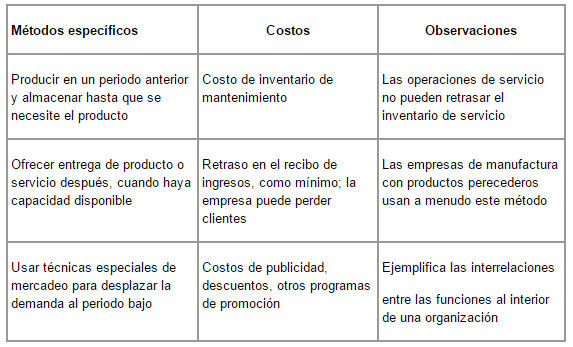 Métodos específicos
Costos
Observaciones
Producir en un periodo anterior
y almacenar hasta que se
necesite el producto
Costo de inventario de
mantenimiento
Las operaciones de servicio
no pueden retrasar el
inventario de servicio
Ofrecer entrega de producto o
servicio después, cuando haya
capacidad disponible
Retraso en el recibo de
ingresos, como mínimo; la
empresa puede perder
clientes
Las empresas de manufactura
con productos perecederos
usan a menudo este método
Usar técnicas especiales de
mercadeo para desplazar la
demanda al periodo bajo
Costos de publicidad,
descuentos, otros programas
de promoción
Ejemplifica las interrelaciones
entre las funciones al interior
de una organización